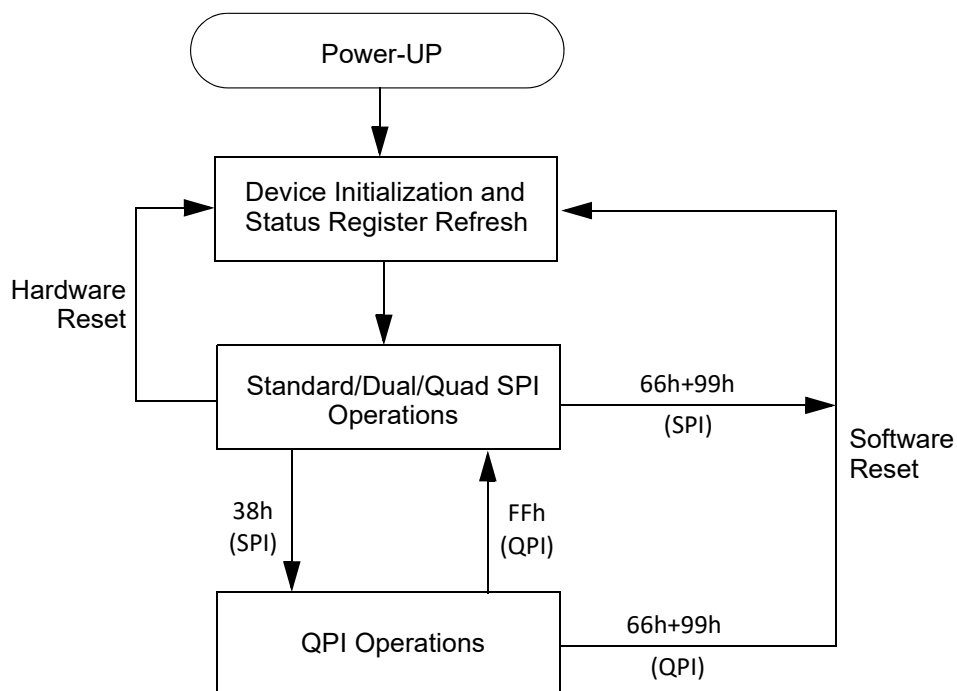 Power-UP
Device Initialization and
Status Register Refresh
Hardware
Reset
Standard/Dual/Quad SPI
Operations
66h+99h
(SPI)
Software
Reset
38h
(SPI)
FFh
(QPI)
QPI Operations
66h+99h
(QPI)